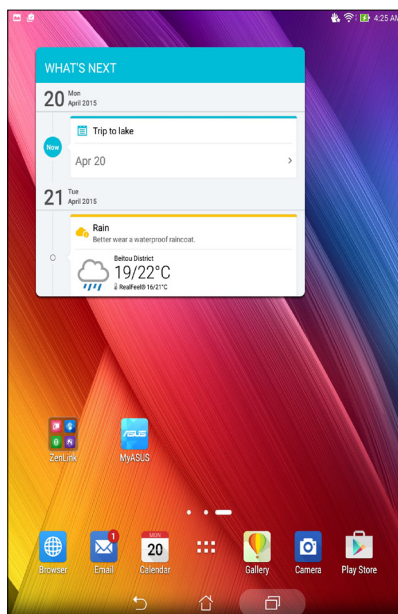 4:25 AM
WHAT'S NEXT
20 Mon
April 2015
Trip to lake
Now
Apr 20
21 Tue
April 2015
Rain
Better wear a waterproof raincoat.
Beitou District
19/22°C
RealFeel® 16/21°C
ZenLink
/ISUS
MyASUS
1
MON
20
Browser
Email
Calendar
Gallery
Camera
Play Store